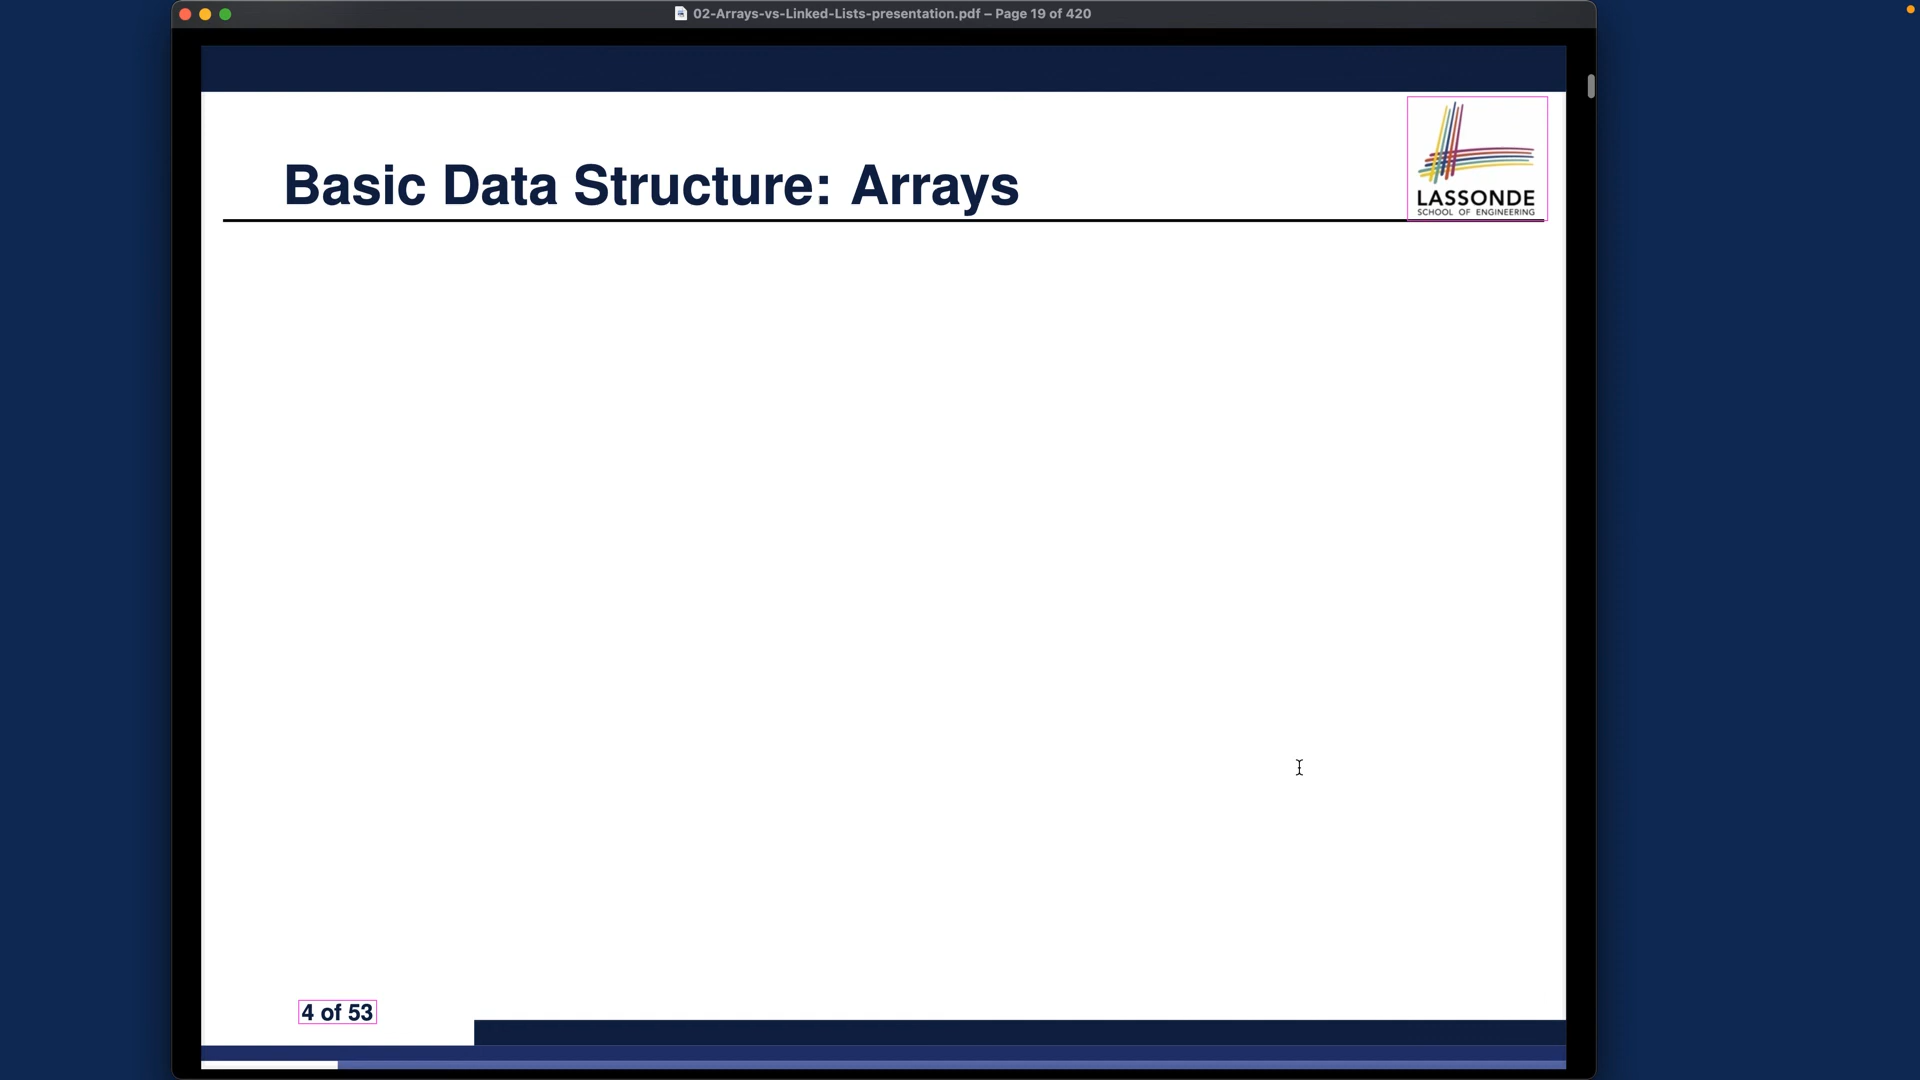 02-Arrays-vs-Linked-Lists-presentation.pdf – Page 19 of 420
Basic Data Structure: Arrays
LASSONDE
SCHOOL OF ENGINEERING
4 of 53